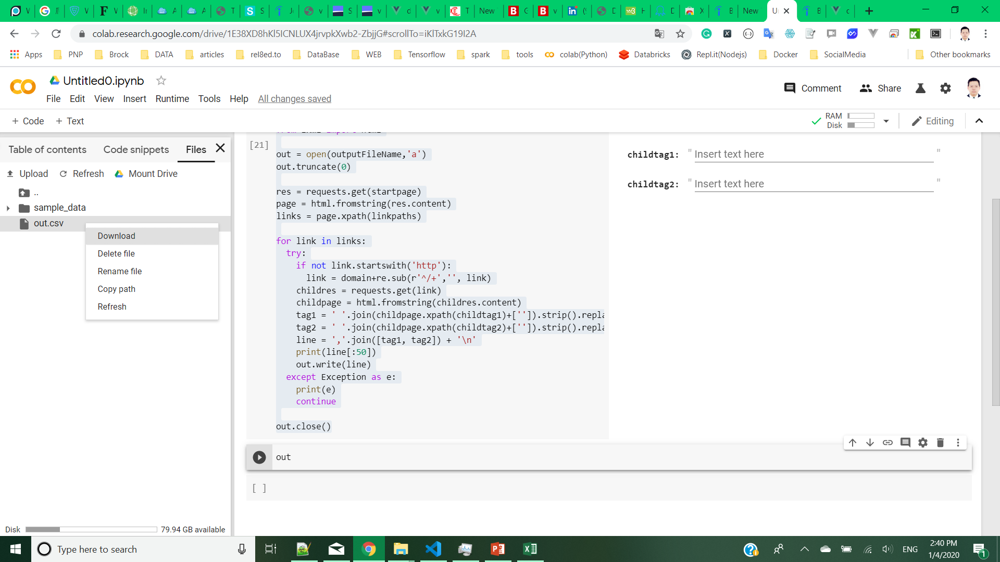 New
New
colab.research.google.com/drive/1E38XD8hKl5ICNLUX4jrvpkXwb2-ZbjjG#scrollTo=iKlTxkG19I2A
Apps PNP Brock DATA articles rel8ed.to DataBase WEB Tensorflow spark tools colab(Python) Databricks Repl.it(Nodejs) Docker SocialMedia Other bookmarks
Untitled0.ipynb
File Edit View Insert Runtime Tools Help All changes saved
Comment Share
+ Code + Text
RAM
Disk
Editing
Table of contents Code snippets Files
Upload Refresh Mount Drive
..
sample_data
out.csv
Download
Delete file
Rename file
Copy path
Refresh
Disk 79.94 GB available
[21]
out = open(outputFileName,'a')
out.truncate(0)
res = requests.get(startpage)
page = html.fromstring(res.content)
links = page.xpath(linkpaths)
for link in links:
try:
if not link.startswith('http'):
link = domain+re.sub(r'^/+','', link)
childres = requests.get(link)
childpage = html.fromstring(childres.content)
tag1 = ' '.join(childpage.xpath(childtag1)+['']).strip().repla
tag2 = ' '.join(childpage.xpath(childtag2)+['']).strip().repla
line = ','.join([tag1, tag2]) + '\n'
print(line[:50])
out.write(line)
except Exception as e:
print(e)
continue
out.close()
childtag1: " Insert text here "
childtag2: " Insert text here "
out
[ ]
Type here to search
ENG
2:40 PM
1/4/2020
1